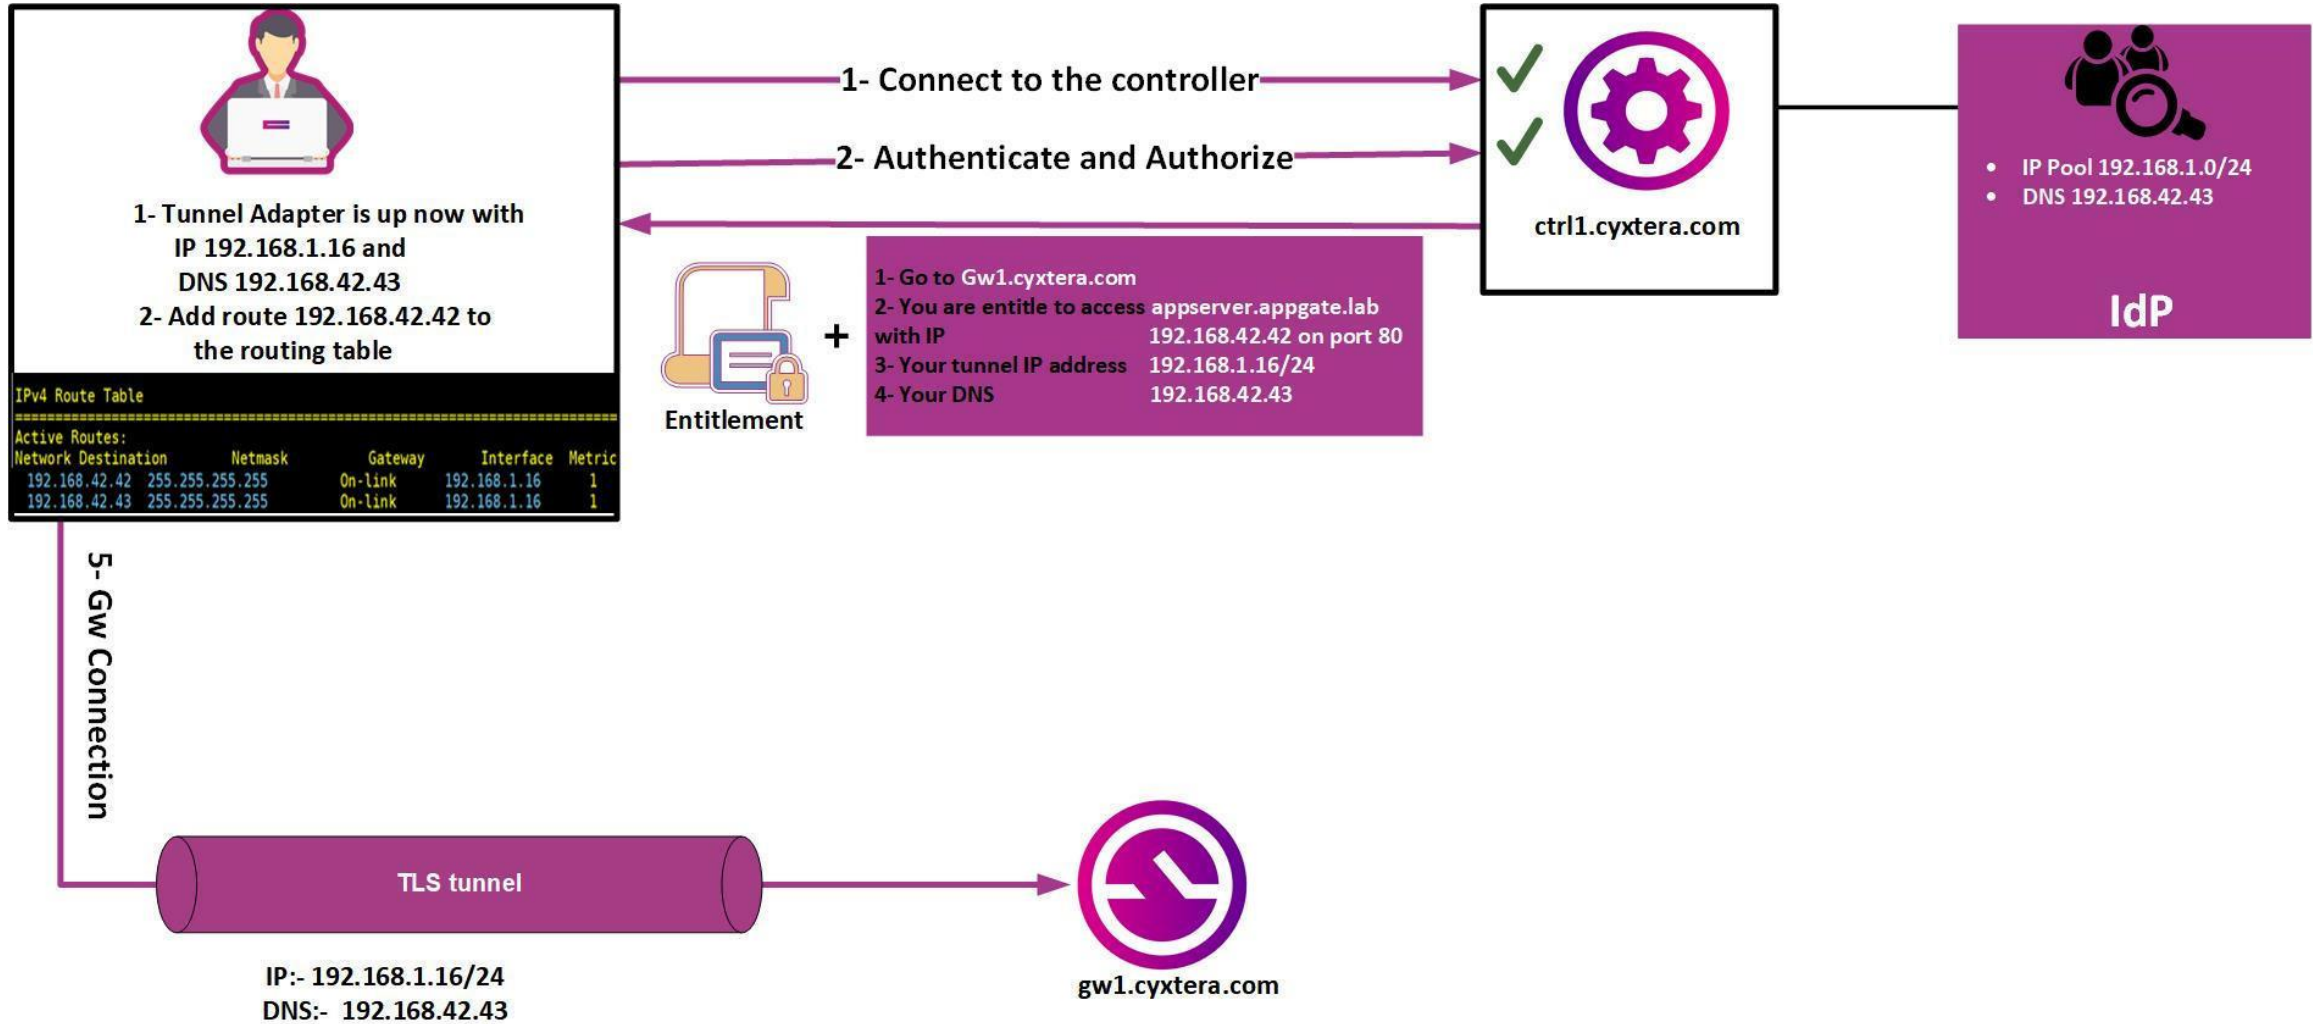 1- Connect to the controller
2- Authenticate and Authorize
ctrl1.cyxtera.com
• IP Pool 192.168.1.0/24
• DNS 192.168.42.43
IdP
1- Tunnel Adapter is up now with
IP 192.168.1.16 and
DNS 192.168.42.43
2- Add route 192.168.42.42 to
the routing table
IPv4 Route Table
Active Routes:
Network Destination Netmask Gateway Interface Metric
192.168.42.42 255.255.255.255 On-link 192.168.1.16 1
192.168.42.43 255.255.255.255 On-link 192.168.1.16 1
Entitlement
+
1- Go to Gw1.cyxtera.com
2- You are entitle to access appserver.appgate.lab
with IP 192.168.42.42 on port 80
3- Your tunnel IP address 192.168.1.16/24
4- Your DNS 192.168.42.43
5- Gw Connection
TLS tunnel
IP:- 192.168.1.16/24
DNS:- 192.168.42.43
gw1.cyxtera.com